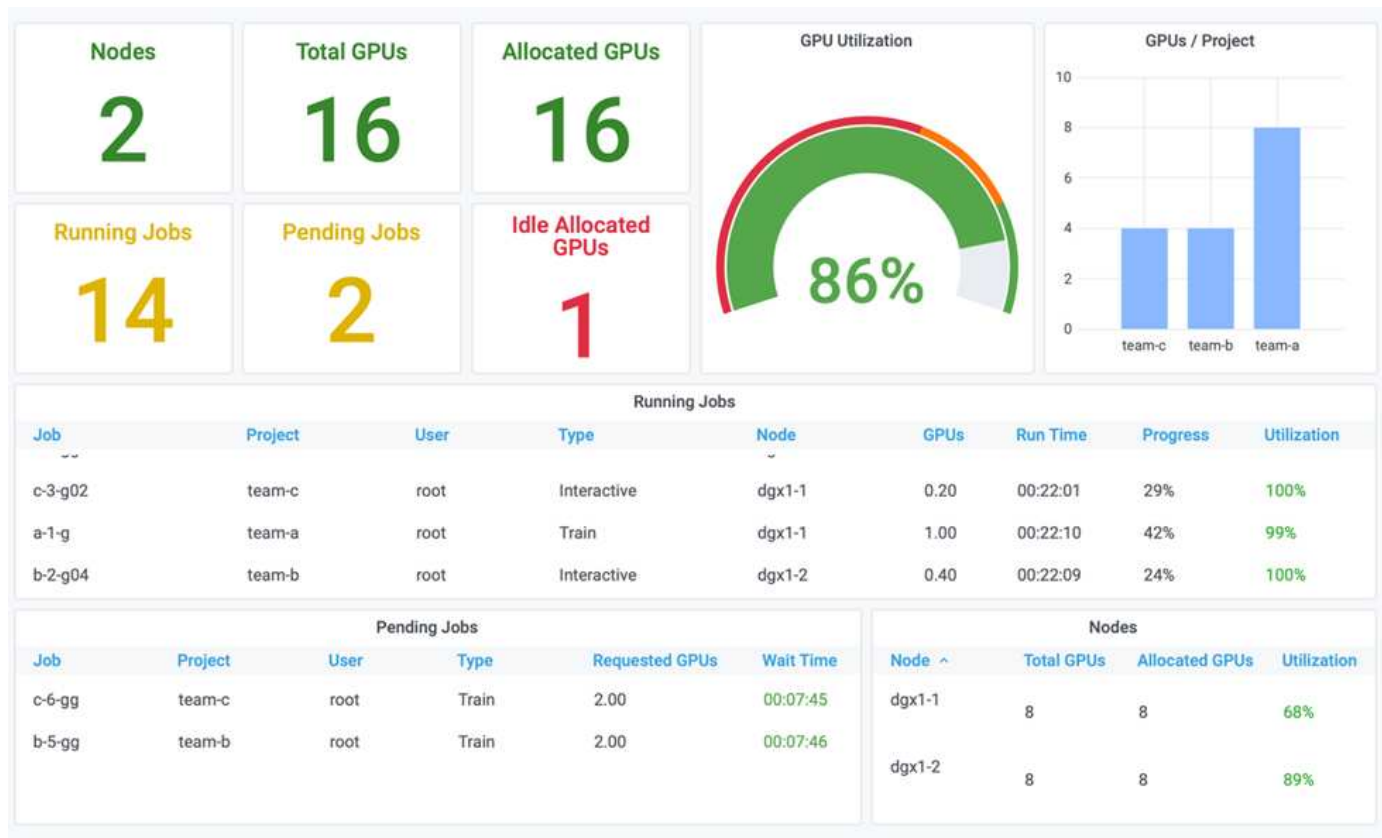 Nodes
2
Total GPUs
16
Allocated GPUs
16
Running Jobs
14
Pending Jobs
2
Idle Allocated
GPUs
1
GPU Utilization
86%
GPUs / Project
10
8
6
4
2
0
team-c team-b team-a
Running Jobs
Job Project User Type Node GPUs Run Time Progress Utilization
c-3-g02 team-c root Interactive dgx1-1 0.20 00:22:01 29% 100%
a-1-g team-a root Train dgx1-1 1.00 00:22:10 42% 99%
b-2-g04 team-b root Interactive dgx1-2 0.40 00:22:09 24% 100%
Pending Jobs
Job Project User Type Requested GPUs Wait Time
c-6-gg team-c root Train 2.00 00:07:45
b-5-gg team-b root Train 2.00 00:07:46
Nodes
Node Total GPUs Allocated GPUs Utilization
dgx1-1 8 8 68%
dgx1-2 8 8 89%